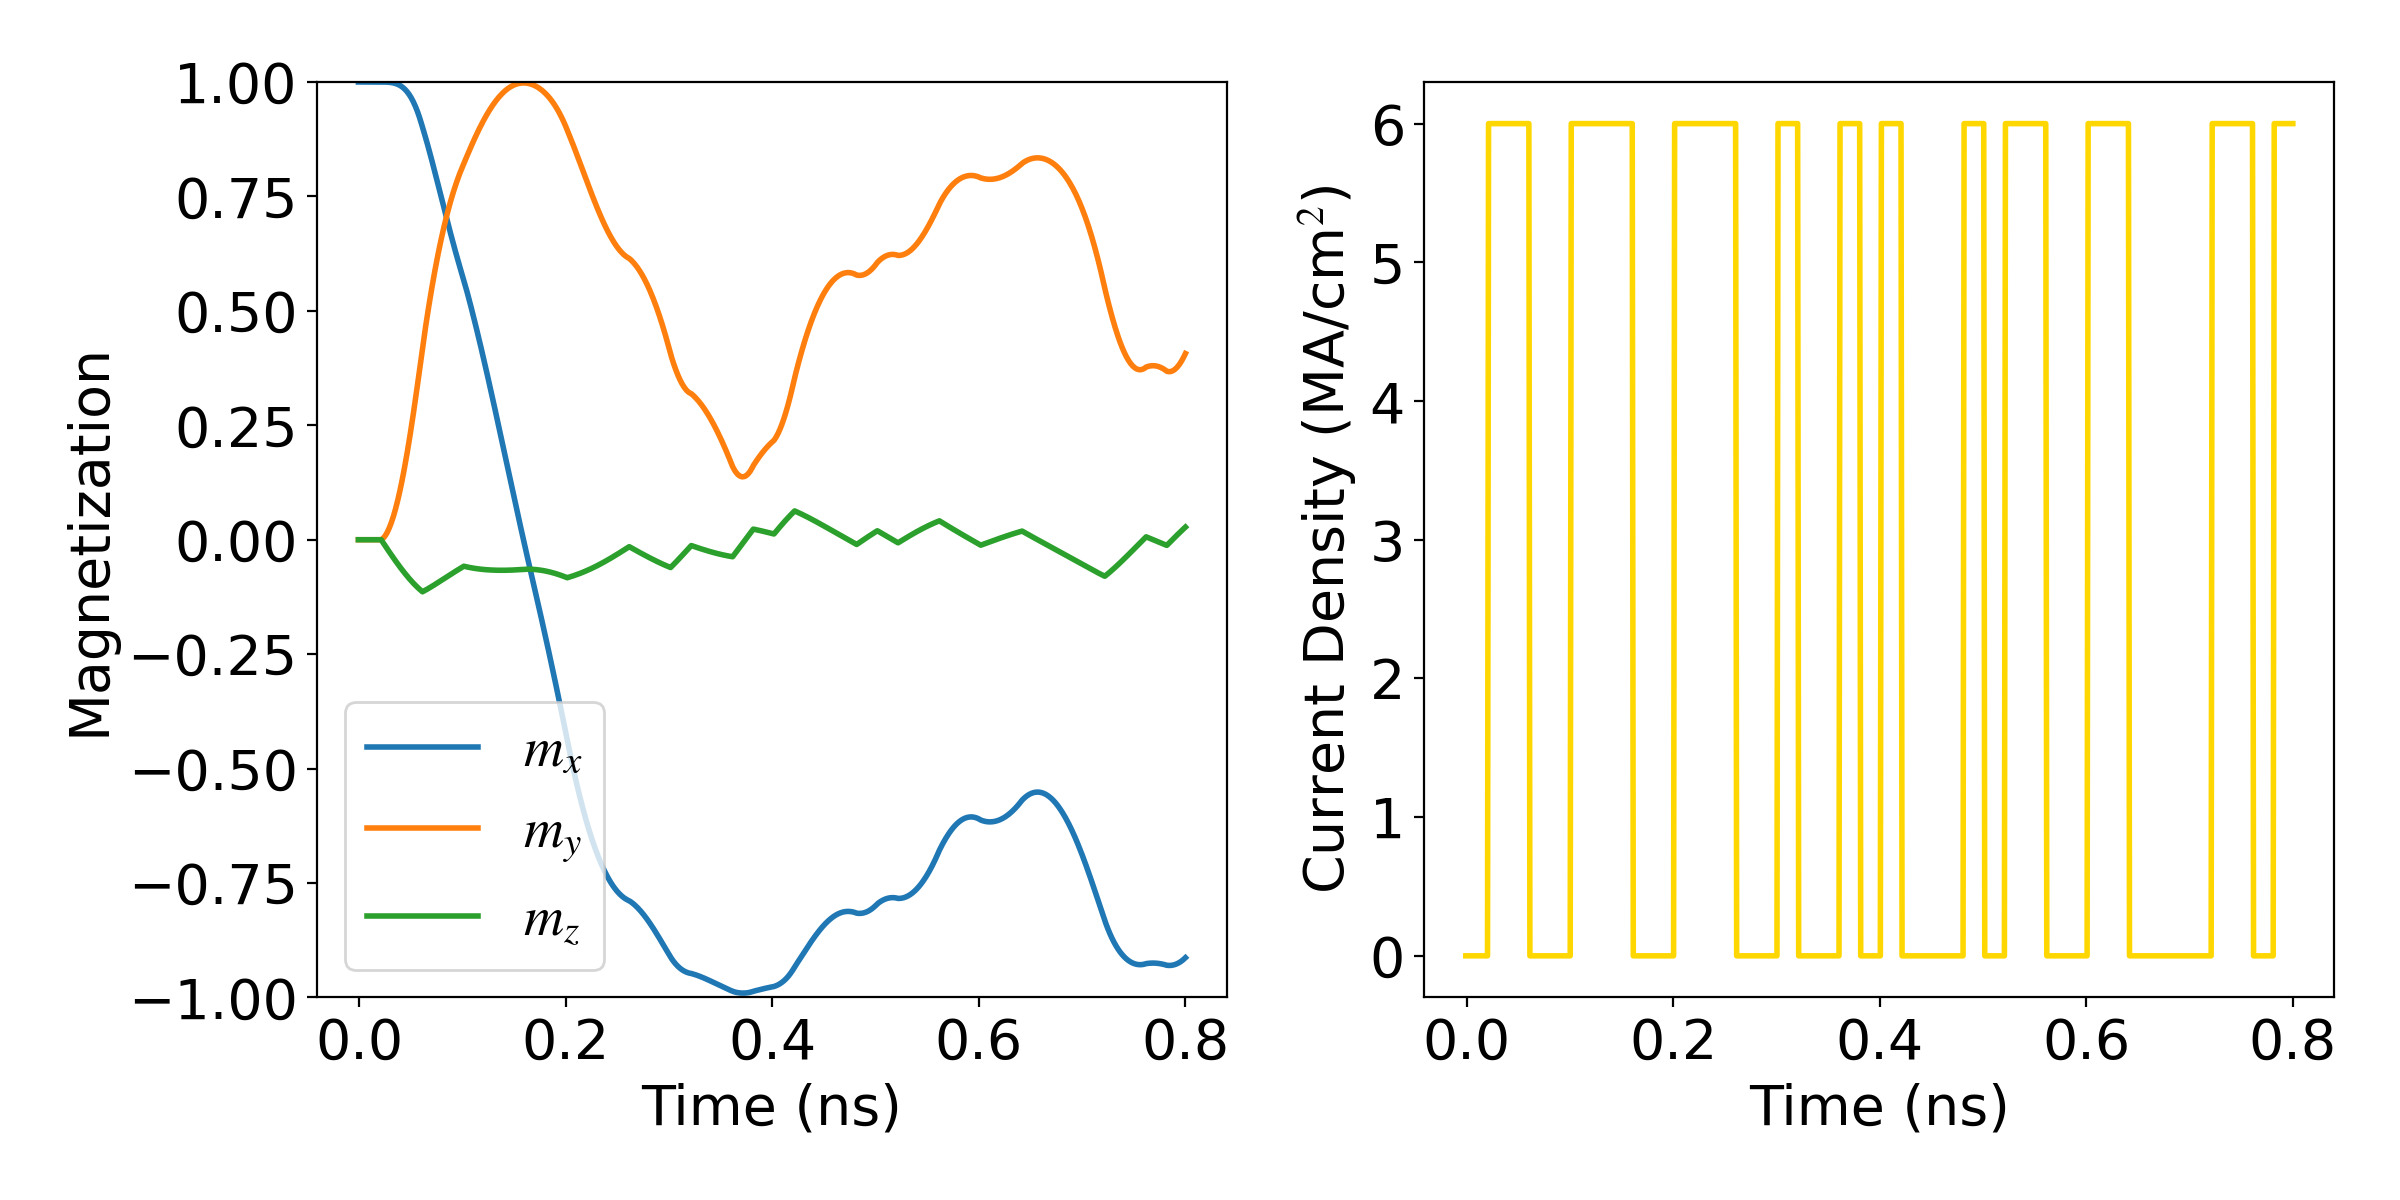 Magnetization
1.00
0.75
0.50
0.25
0.00
−0.25
−0.50
−0.75
−1.00
m_x
m_y
m_z
0.0 0.2 0.4 0.6 0.8
Time (ns)
Current Density (MA/cm²)
6
5
4
3
2
1
0
0.0 0.2 0.4 0.6 0.8
Time (ns)